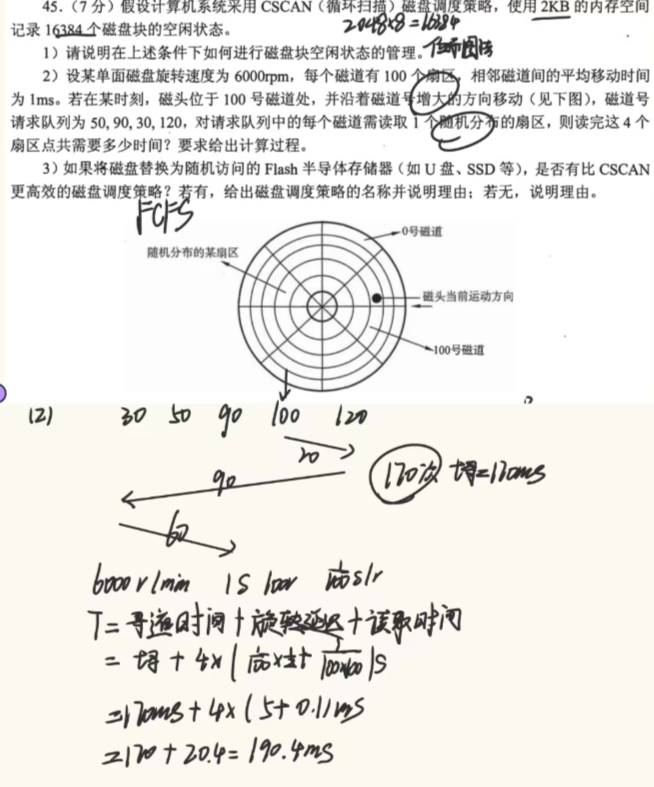 45.（7 分）假设计算机系统采用 CSCAN（循环扫描）磁盘调度策略，使用 2KB 的内存空间
2048×8=16384
记录 16384 个磁盘块的空闲状态。
1）请说明在上述条件下如何进行磁盘块空闲状态的管理。位示图法
2）设某单面磁盘旋转速度为 6000rpm，每个磁道有 100 个扇区，相邻磁道间的平均移动时间
为 1ms。若在某时刻，磁头位于 100 号磁道处，并沿着磁道号增大的方向移动（见下图），磁道号
请求队列为 50, 90, 30, 120，对请求队列中的每个磁道需读取 1 个随机分布的扇区，则读完这 4 个
扇区点共需要多少时间？要求给出计算过程。
3）如果将磁盘替换为随机访问的 Flash 半导体存储器（如 U 盘、SSD 等），是否有比 CSCAN
更高效的磁盘调度策略？若有，给出磁盘调度策略的名称并说明理由；若无，说明理由。
FCFS
0号磁道
随机分布的某扇区
磁头当前运动方向
100号磁道
(2) 30 50 90 100 120
20
90
170次 t寻=170ms
60
6000r/min 1S 100r 1/100 s/r
T=寻道时间+旋转延迟+读取时间
= t寻 + 4×( 1/100 ×1/2+ 1/100×100 )S
=170ms+4×(5+0.1)ms
=170+20.4=190.4ms